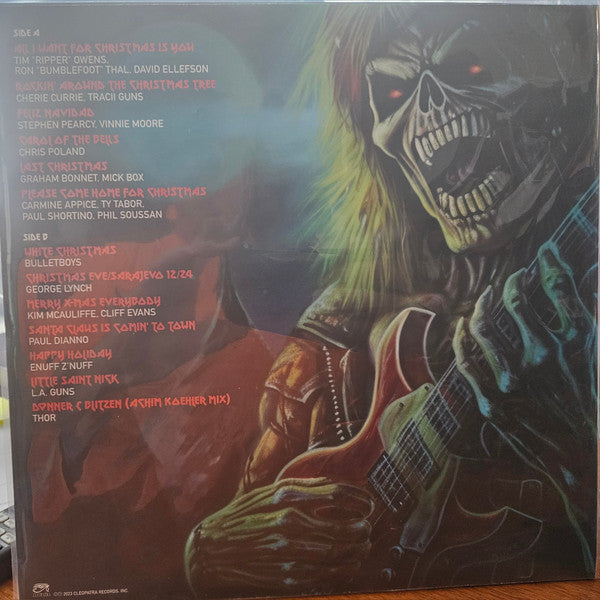 SIDE A
ALL I WANT FOR CHRISTMAS IS YOU
TIM "RIPPER" OWENS,
RON "BUMBLEFOOT" THAL, DAVID ELLEFSON
ROCKIN' AROUND THE CHRISTMAS TREE
CHERIE CURRIE, TRACII GUNS
FELIZ NAVIDAD
STEPHEN PEARCY, VINNIE MOORE
CAROL OF THE BELLS
CHRIS POLAND
LAST CHRISTMAS
GRAHAM BONNET, MICK BOX
PLEASE COME HOME FOR CHRISTMAS
CARMINE APPICE, TY TABOR,
PAUL SHORTINO, PHIL SOUSSAN
SIDE B
WHITE CHRISTMAS
BULLETBOYS
CHRISTMAS EVE/SARAJEVO 12/24
GEORGE LYNCH
MERRY X-MAS EVERYBODY
KIM MCAULIFFE, CLIFF EVANS
SANTA CLAUS IS COMIN' TO TOWN
PAUL DIANNO
HAPPY HOLIDAY
ENUFF Z'NUFF
LITTLE SAINT NICK
L.A. GUNS
DONNER & BLITZEN (ACHIM KOEHLER MIX)
THOR
℗© 2023 CLEOPATRA RECORDS, INC.